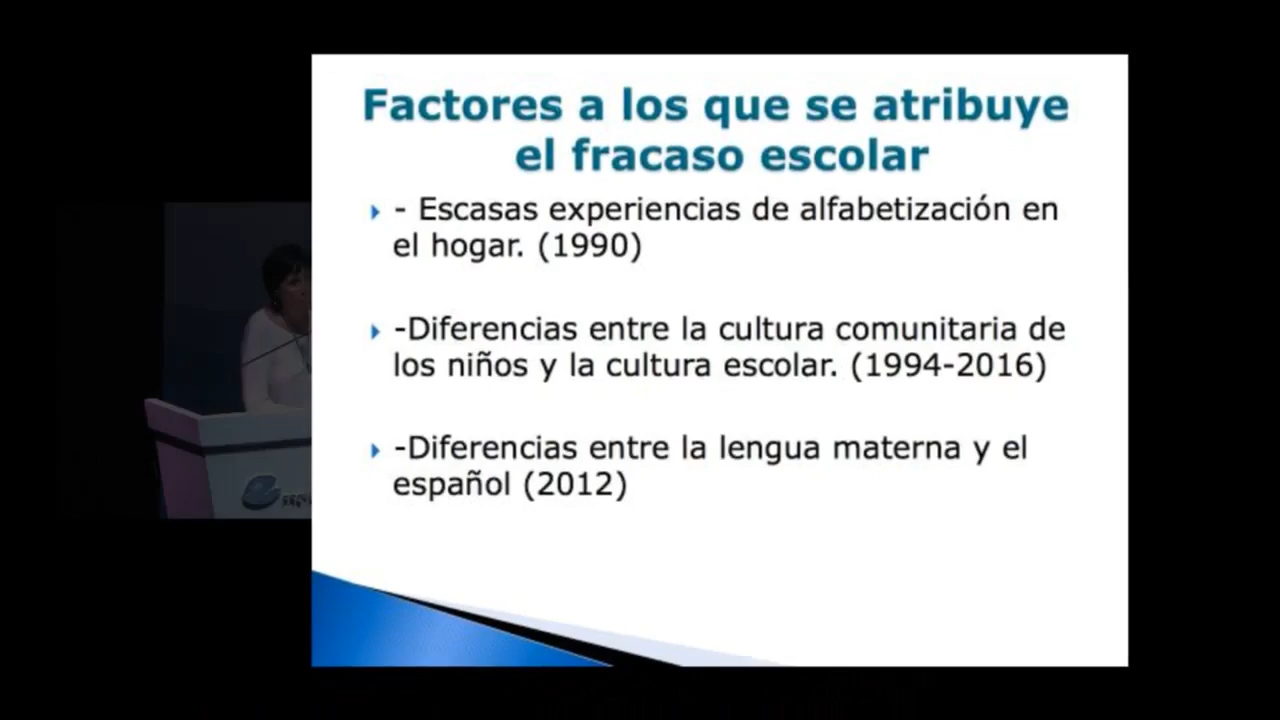 Factores a los que se atribuye
el fracaso escolar
- Escasas experiencias de alfabetización en
el hogar. (1990)
-Diferencias entre la cultura comunitaria de
los niños y la cultura escolar. (1994-2016)
-Diferencias entre la lengua materna y el
español (2012)